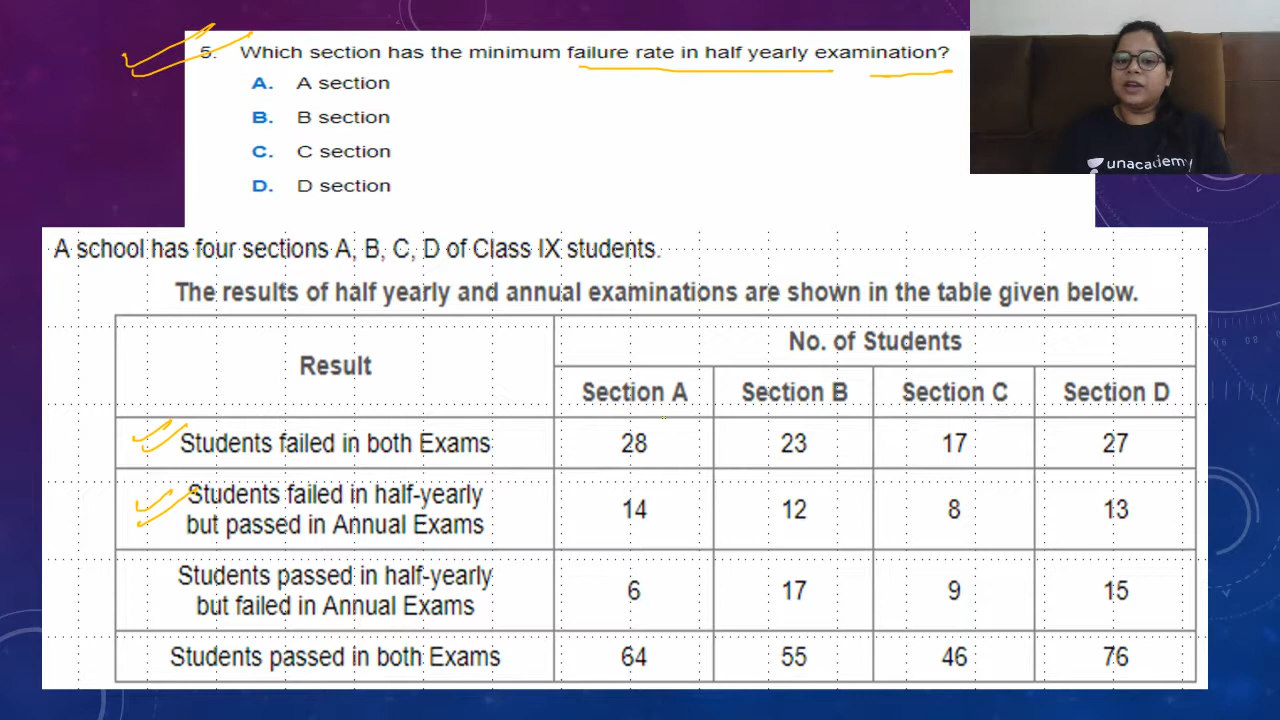 5. Which section has the minimum failure rate in half yearly examination?
A. A section
B. B section
C. C section
D. D section
unacademy
A school has four sections A, B, C, D of Class IX students.
The results of half yearly and annual examinations are shown in the table given below.
Result
No. of Students
Section A Section B Section C Section D
Students failed in both Exams 28 23 17 27
Students failed in half-yearly
but passed in Annual Exams 14 12 8 13
Students passed in half-yearly
but failed in Annual Exams 6 17 9 15
Students passed in both Exams 64 55 46 76